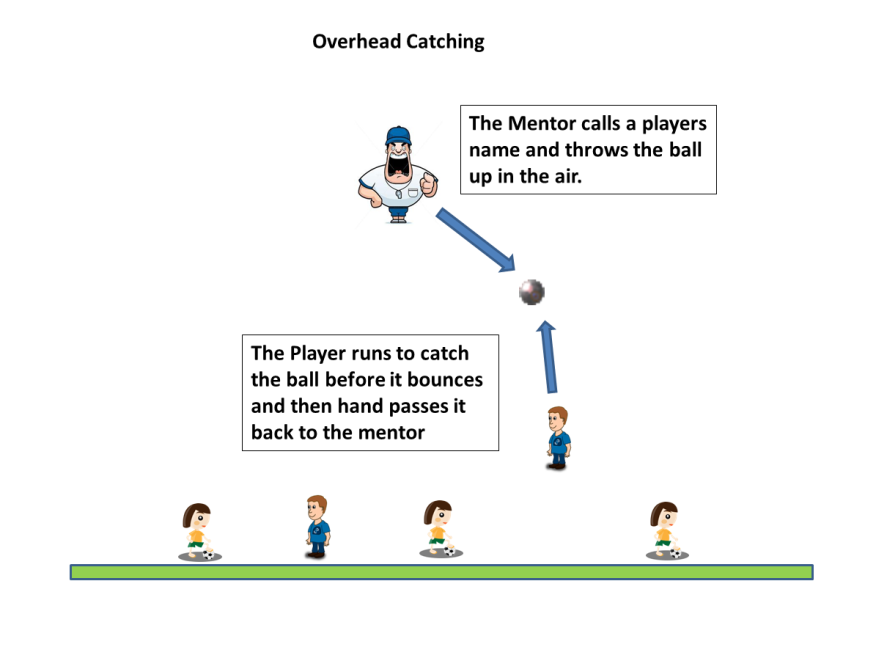 Overhead Catching
The Mentor calls a players
name and throws the ball
up in the air.
The Player runs to catch
the ball before it bounces
and then hand passes it
back to the mentor